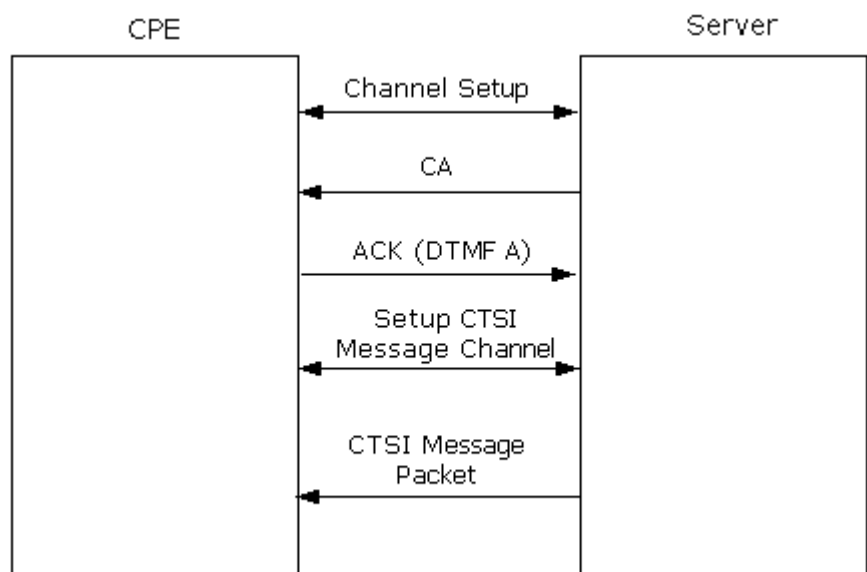 CPE
Server
Channel Setup
CA
ACK (DTMF A)
Setup CTSI
Message Channel
CTSI Message
Packet